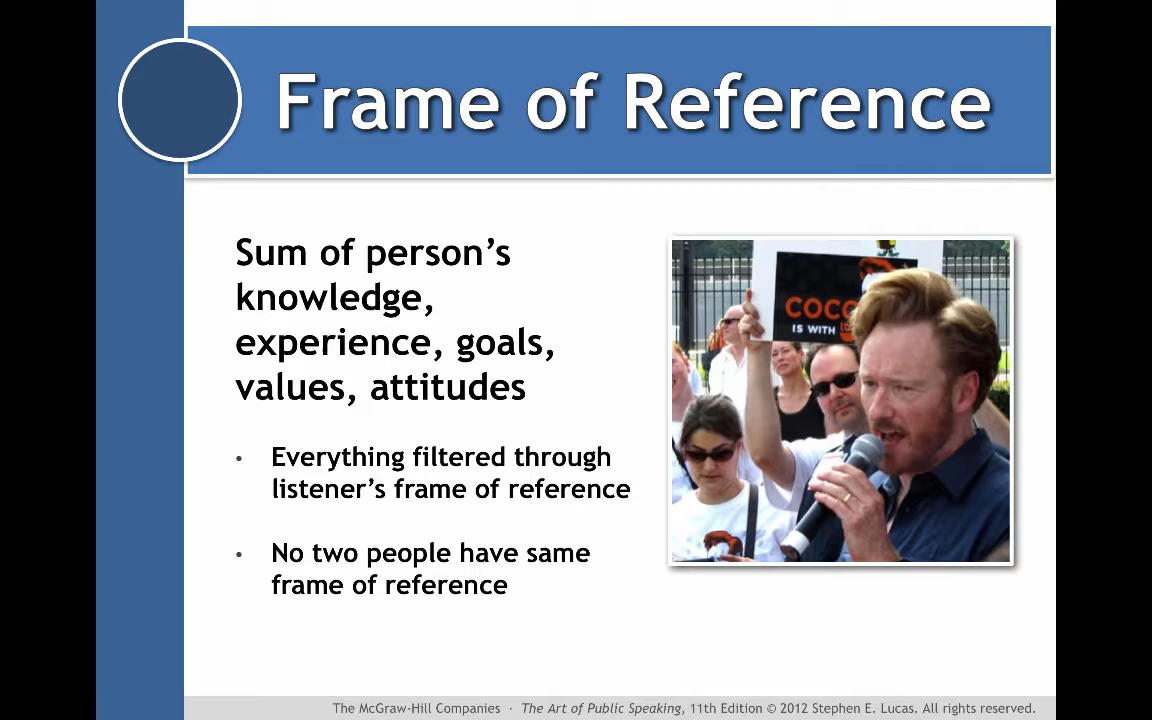 Frame of Reference
Sum of person’s
knowledge,
experience, goals,
values, attitudes
• Everything filtered through
listener’s frame of reference
• No two people have same
frame of reference
IS WITH
The McGraw-Hill Companies · The Art of Public Speaking, 11th Edition © 2012 Stephen E. Lucas. All rights reserved.